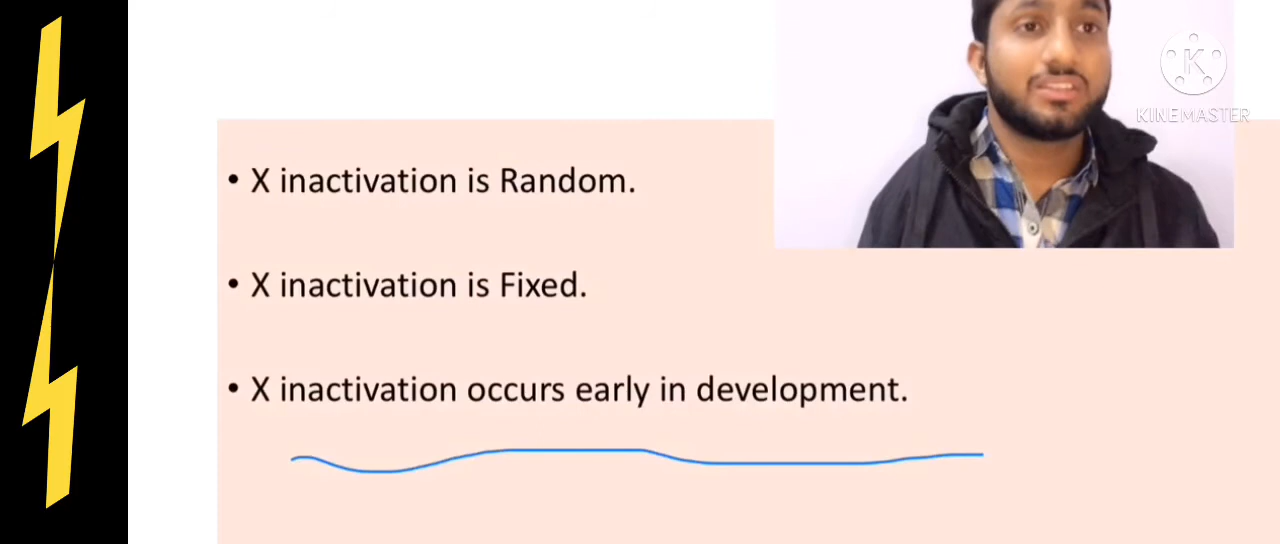 • X inactivation is Random.
• X inactivation is Fixed.
• X inactivation occurs early in development.
K
KINEMASTER